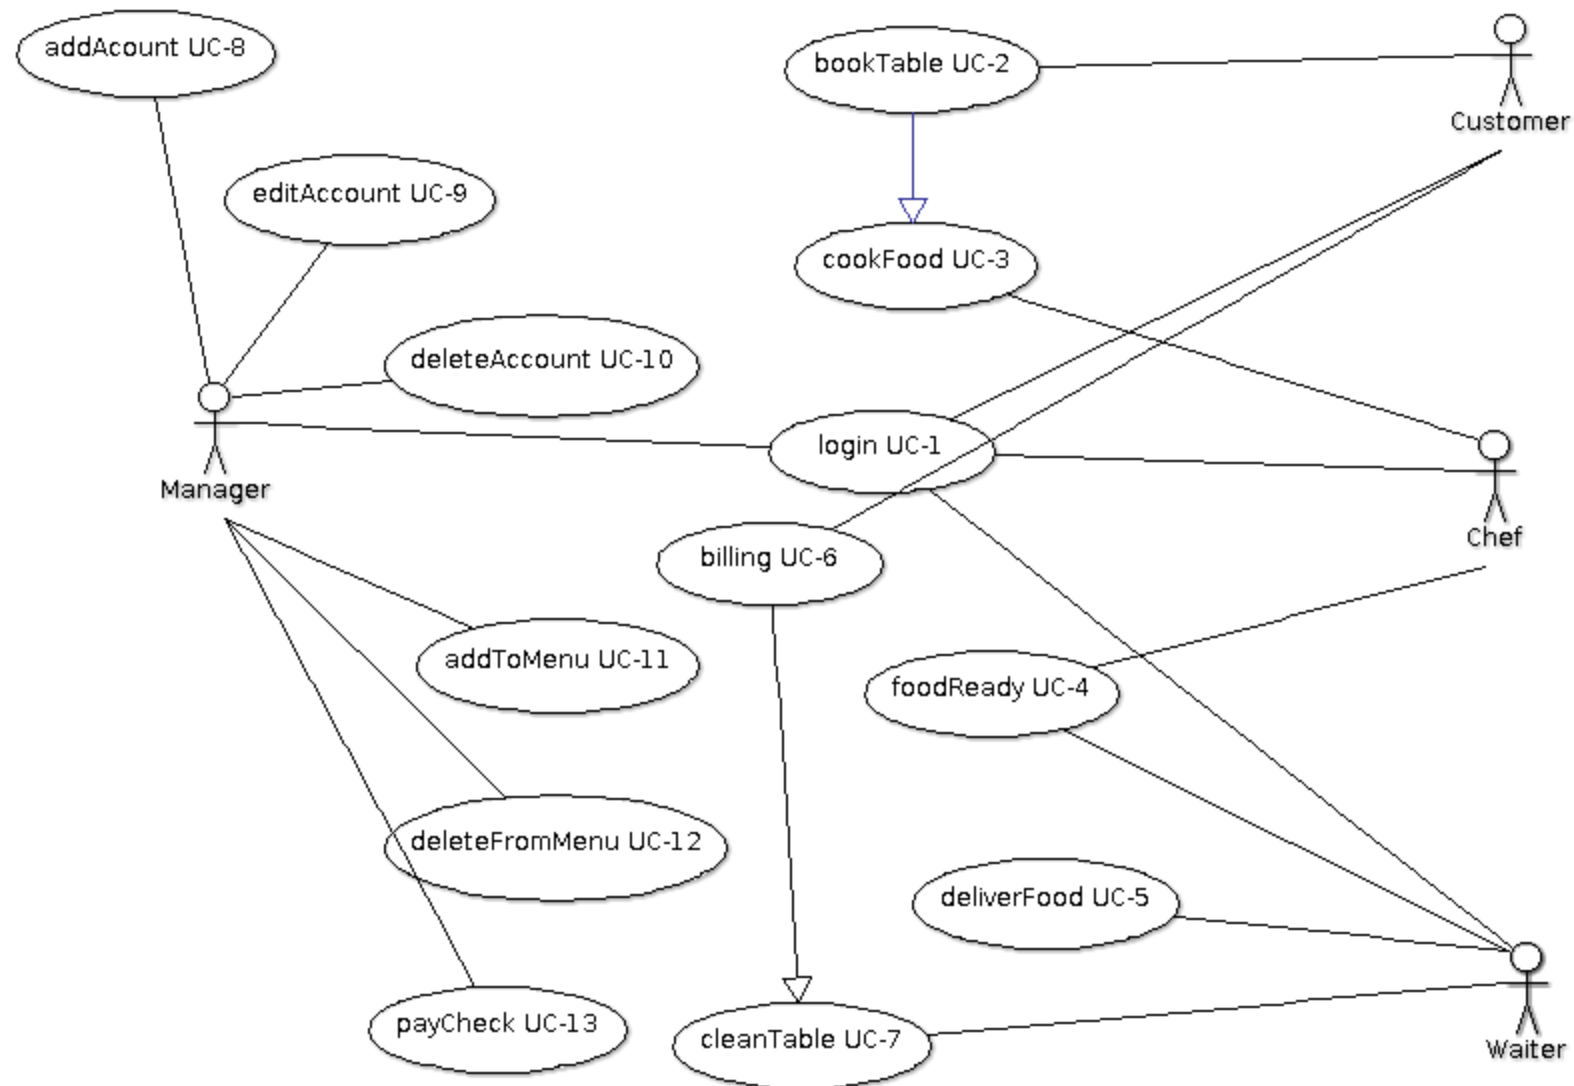 addAcount UC-8
bookTable UC-2
Customer
editAccount UC-9
cookFood UC-3
deleteAccount UC-10
login UC-1
Manager
Chef
billing UC-6
addToMenu UC-11
foodReady UC-4
deleteFromMenu UC-12
deliverFood UC-5
payCheck UC-13
cleanTable UC-7
Waiter